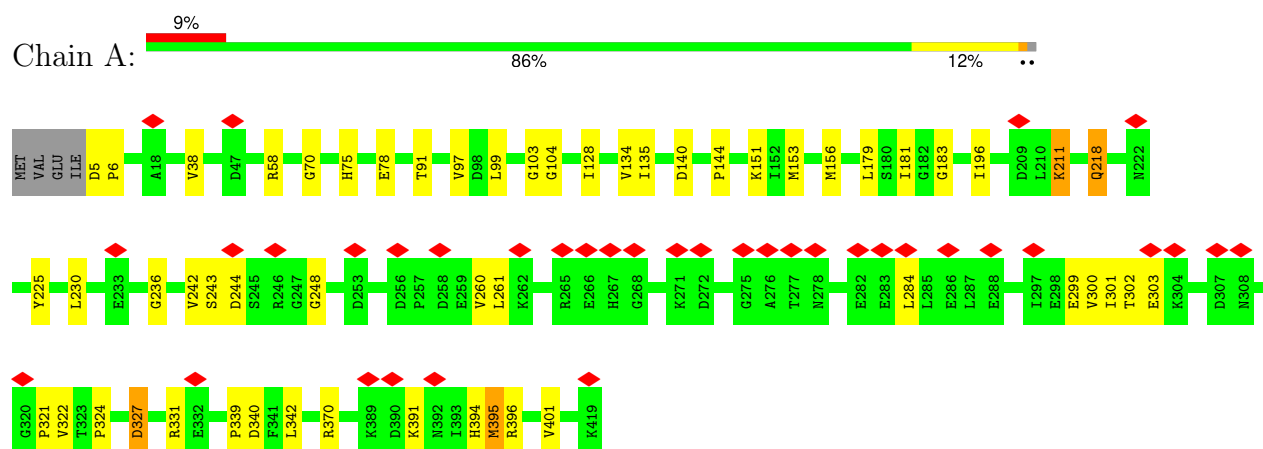 9%
Chain A:
86% 12% ••
MET VAL GLU ILE D5 P6 A18 V38 D47 R58 G70 H75 E78 T91 V97 D98 L99 G103 G104 I128 V134 I135 D140 P144 K151 I152 M153 M156 L179 S180 I181 G182 G183 I196 D209 L210 K211 Q218 N222
Y225 L230 E233 G236 V242 S243 D244 S245 R246 G247 G248 D253 D256 P257 D258 E259 V260 L261 K262 R265 E266 H267 G268 K271 D272 G275 A276 T277 N278 E282 E283 L284 L285 E286 L287 E288 I297 E298 E299 V300 I301 T302 E303 K304 D307 N308
G320 P321 V322 T323 P324 D327 R331 E332 P339 D340 F341 L342 R370 K389 D390 K391 N392 I393 H394 M395 R396 V401 K419